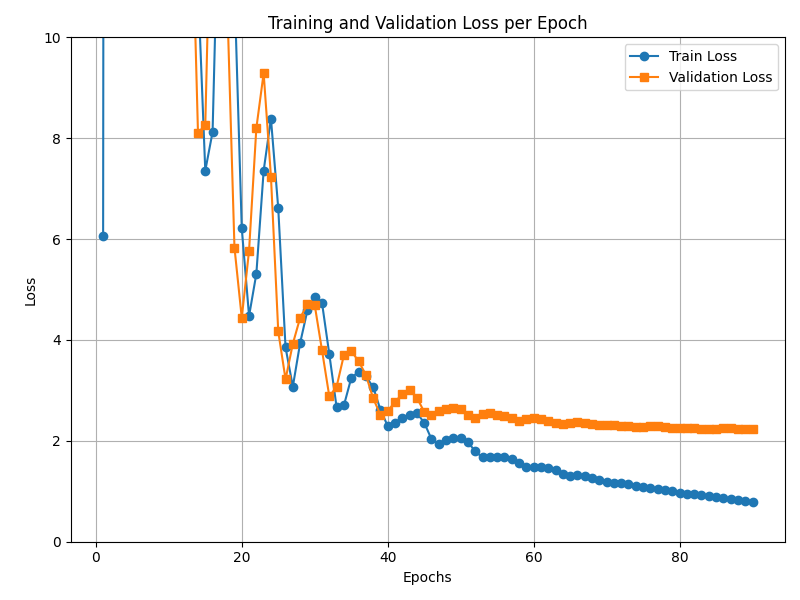 Training and Validation Loss per Epoch
Train Loss
Validation Loss
10
8
6
4
2
0
Loss
0 20 40 60 80
Epochs